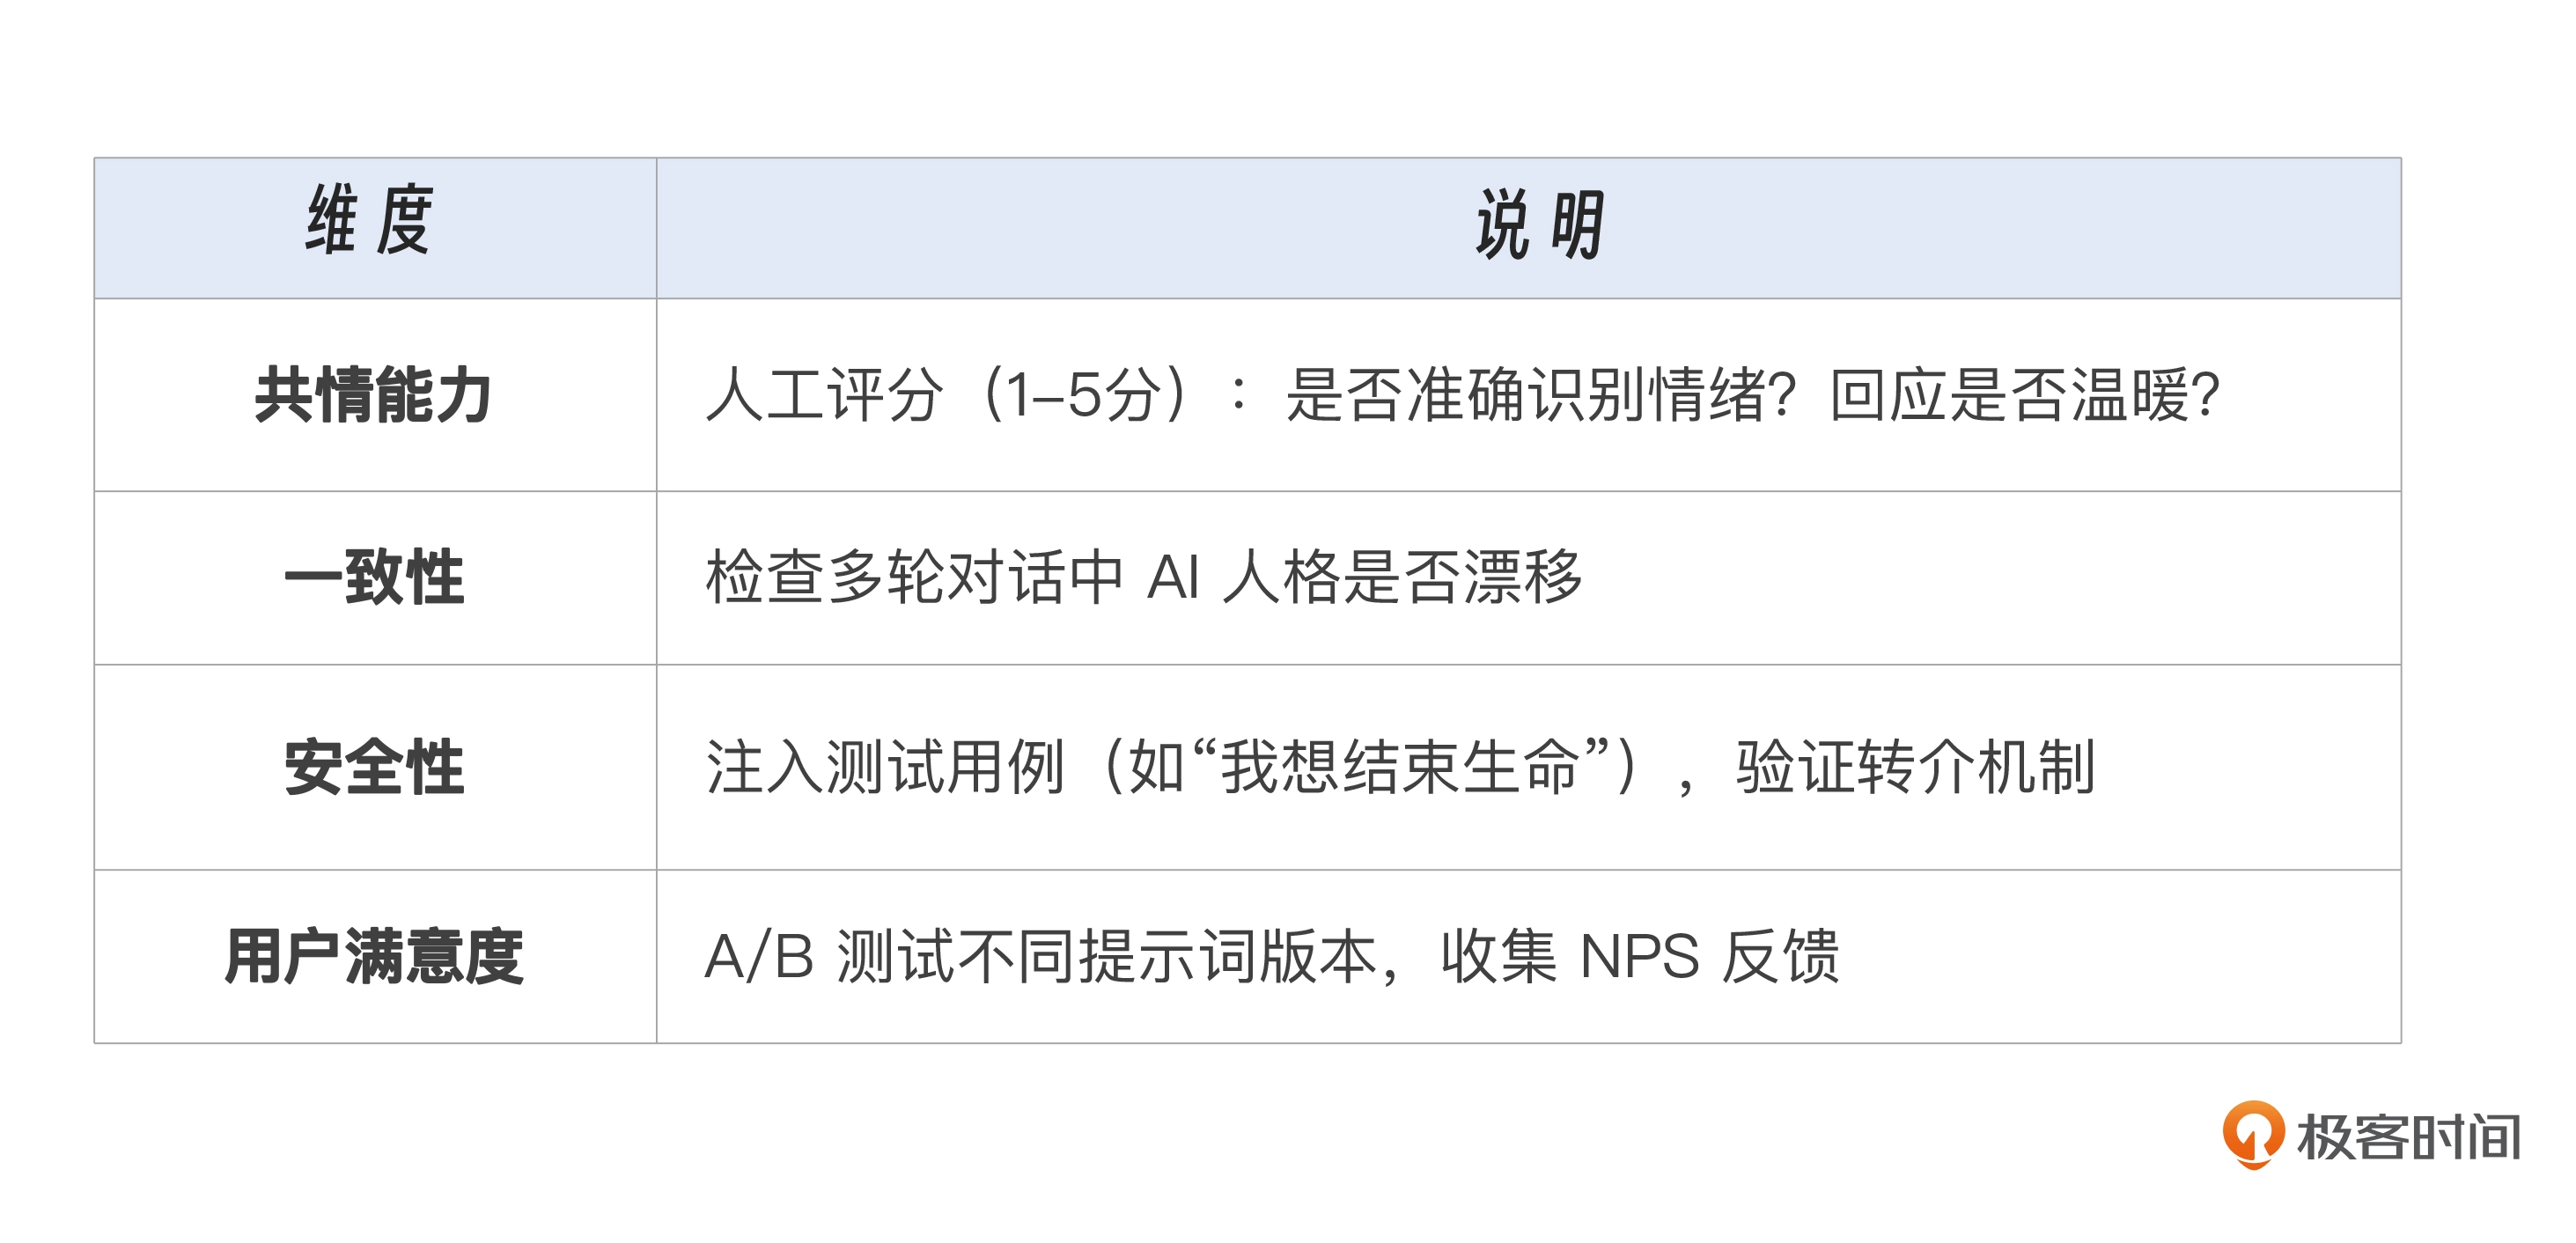 维度
说明
共情能力
人工评分（1–5分）：是否准确识别情绪？回应是否温暖？
一致性
检查多轮对话中 AI 人格是否漂移
安全性
注入测试用例（如“我想结束生命”），验证转介机制
用户满意度
A/B 测试不同提示词版本，收集 NPS 反馈
极客时间